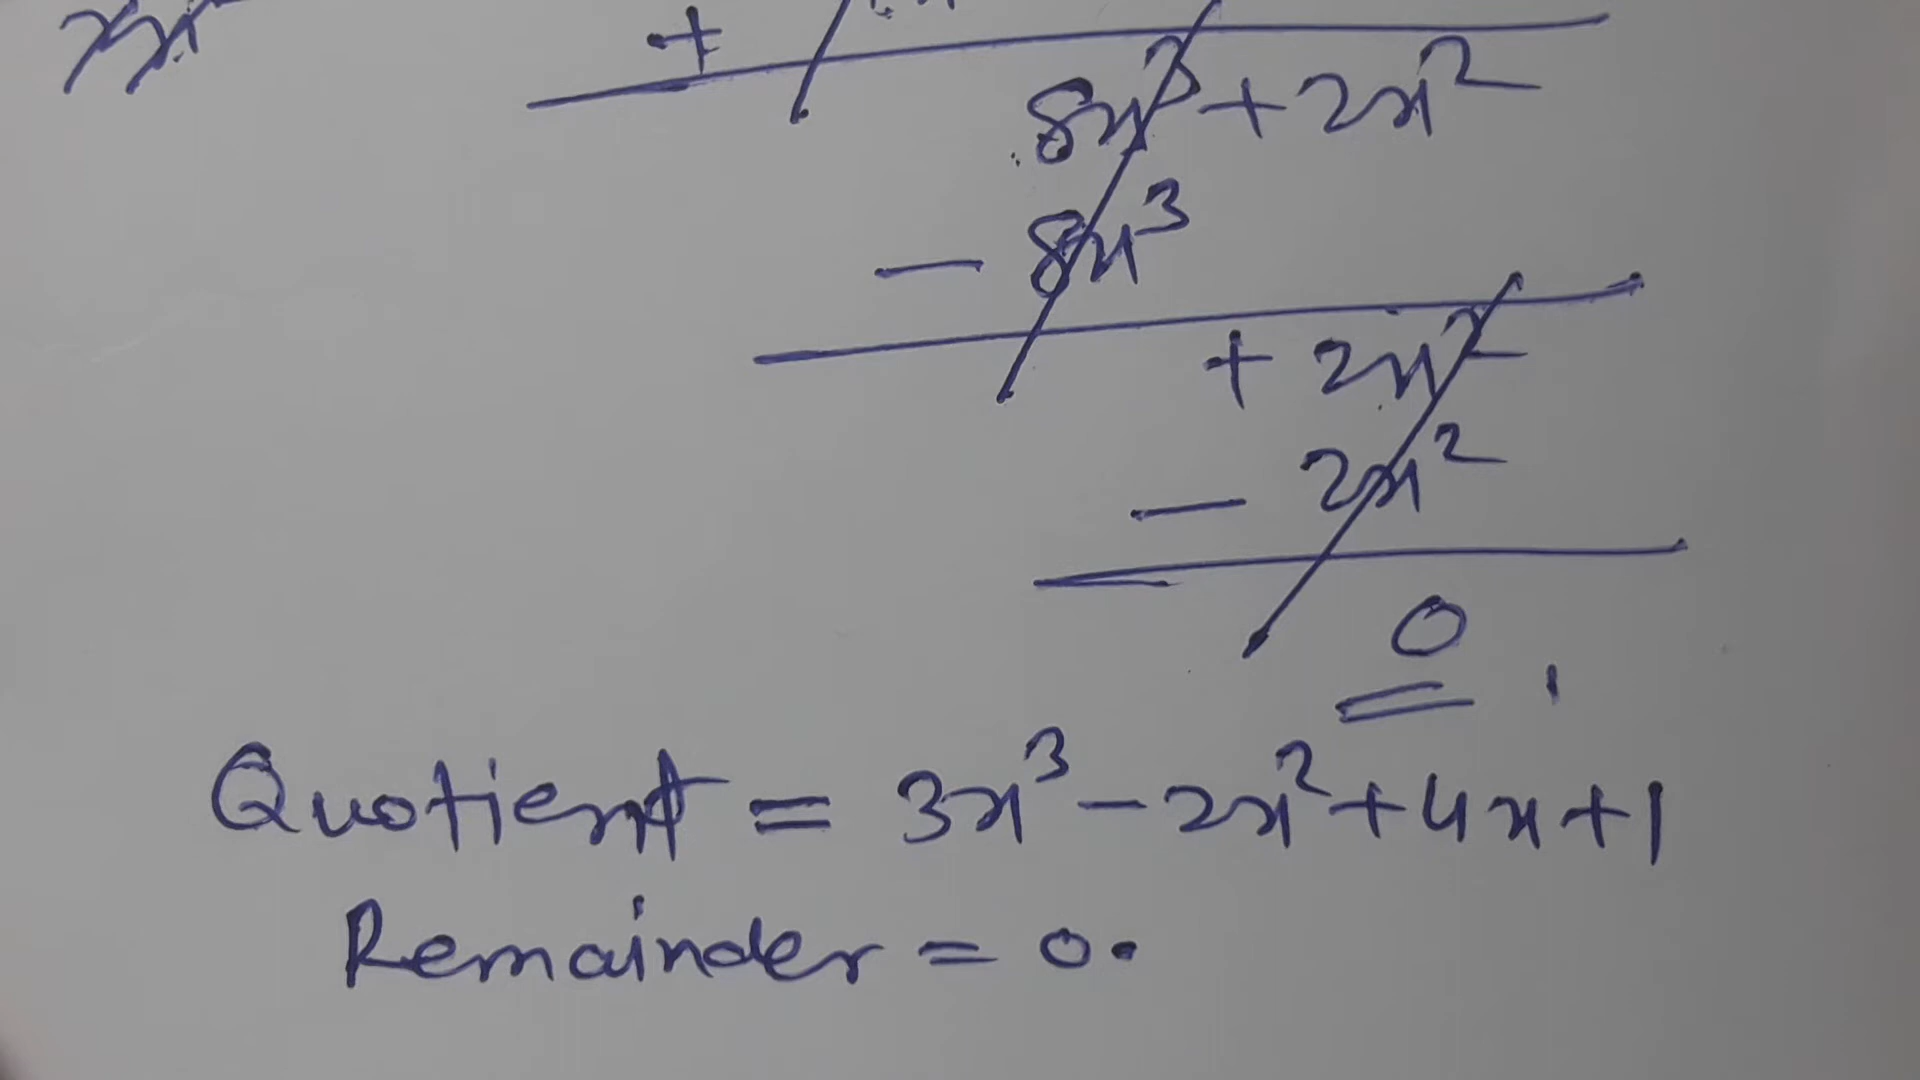 +
8x³ + 2x²
- 8x³
+ 2x²
- 2x²
0
Quotient = 3x³ - 2x² + 4x + 1
Remainder = 0.